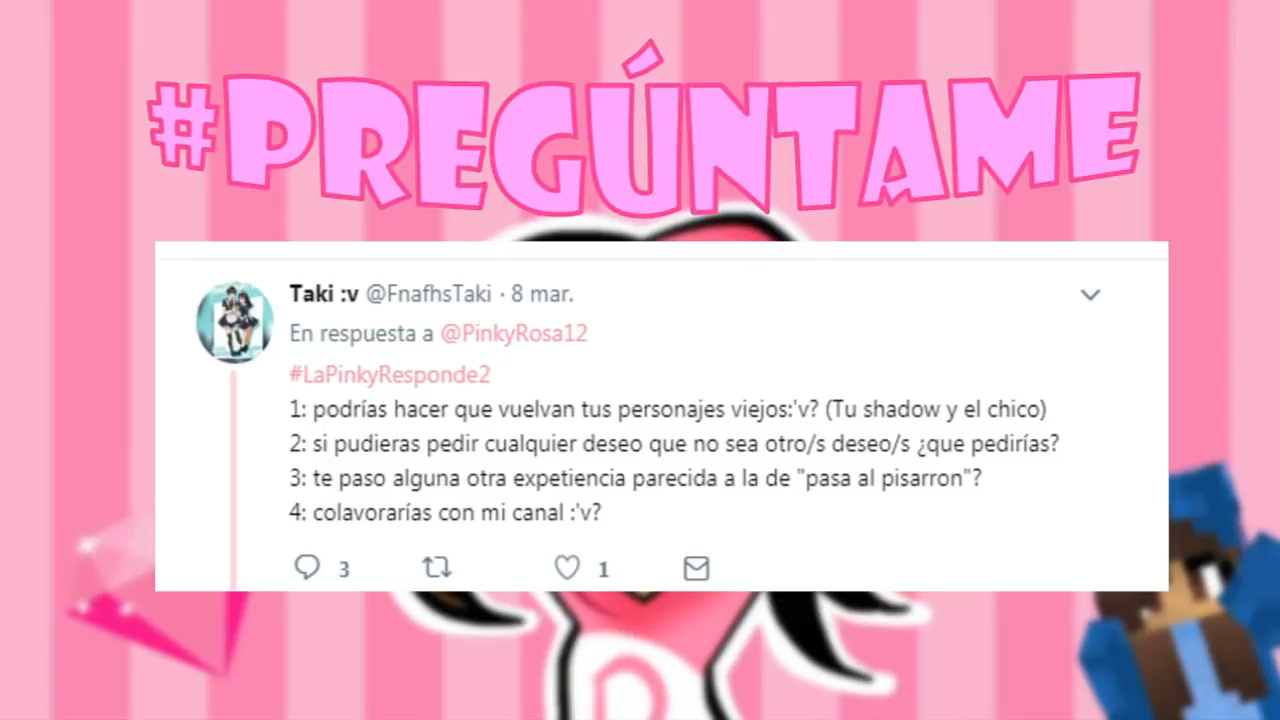 #PREGÚNTAME
Taki :v @FnafhsTaki · 8 mar.
En respuesta a @PinkyRosa12
#LaPinkyResponde2
1: podrías hacer que vuelvan tus personajes viejos:'v? (Tu shadow y el chico)
2: si pudieras pedir cualquier deseo que no sea otro/s deseo/s ¿que pedirías?
3: te paso alguna otra expetiencia parecida a la de "pasa al pisarron"?
4: colavorarías con mi canal :'v?
3 1